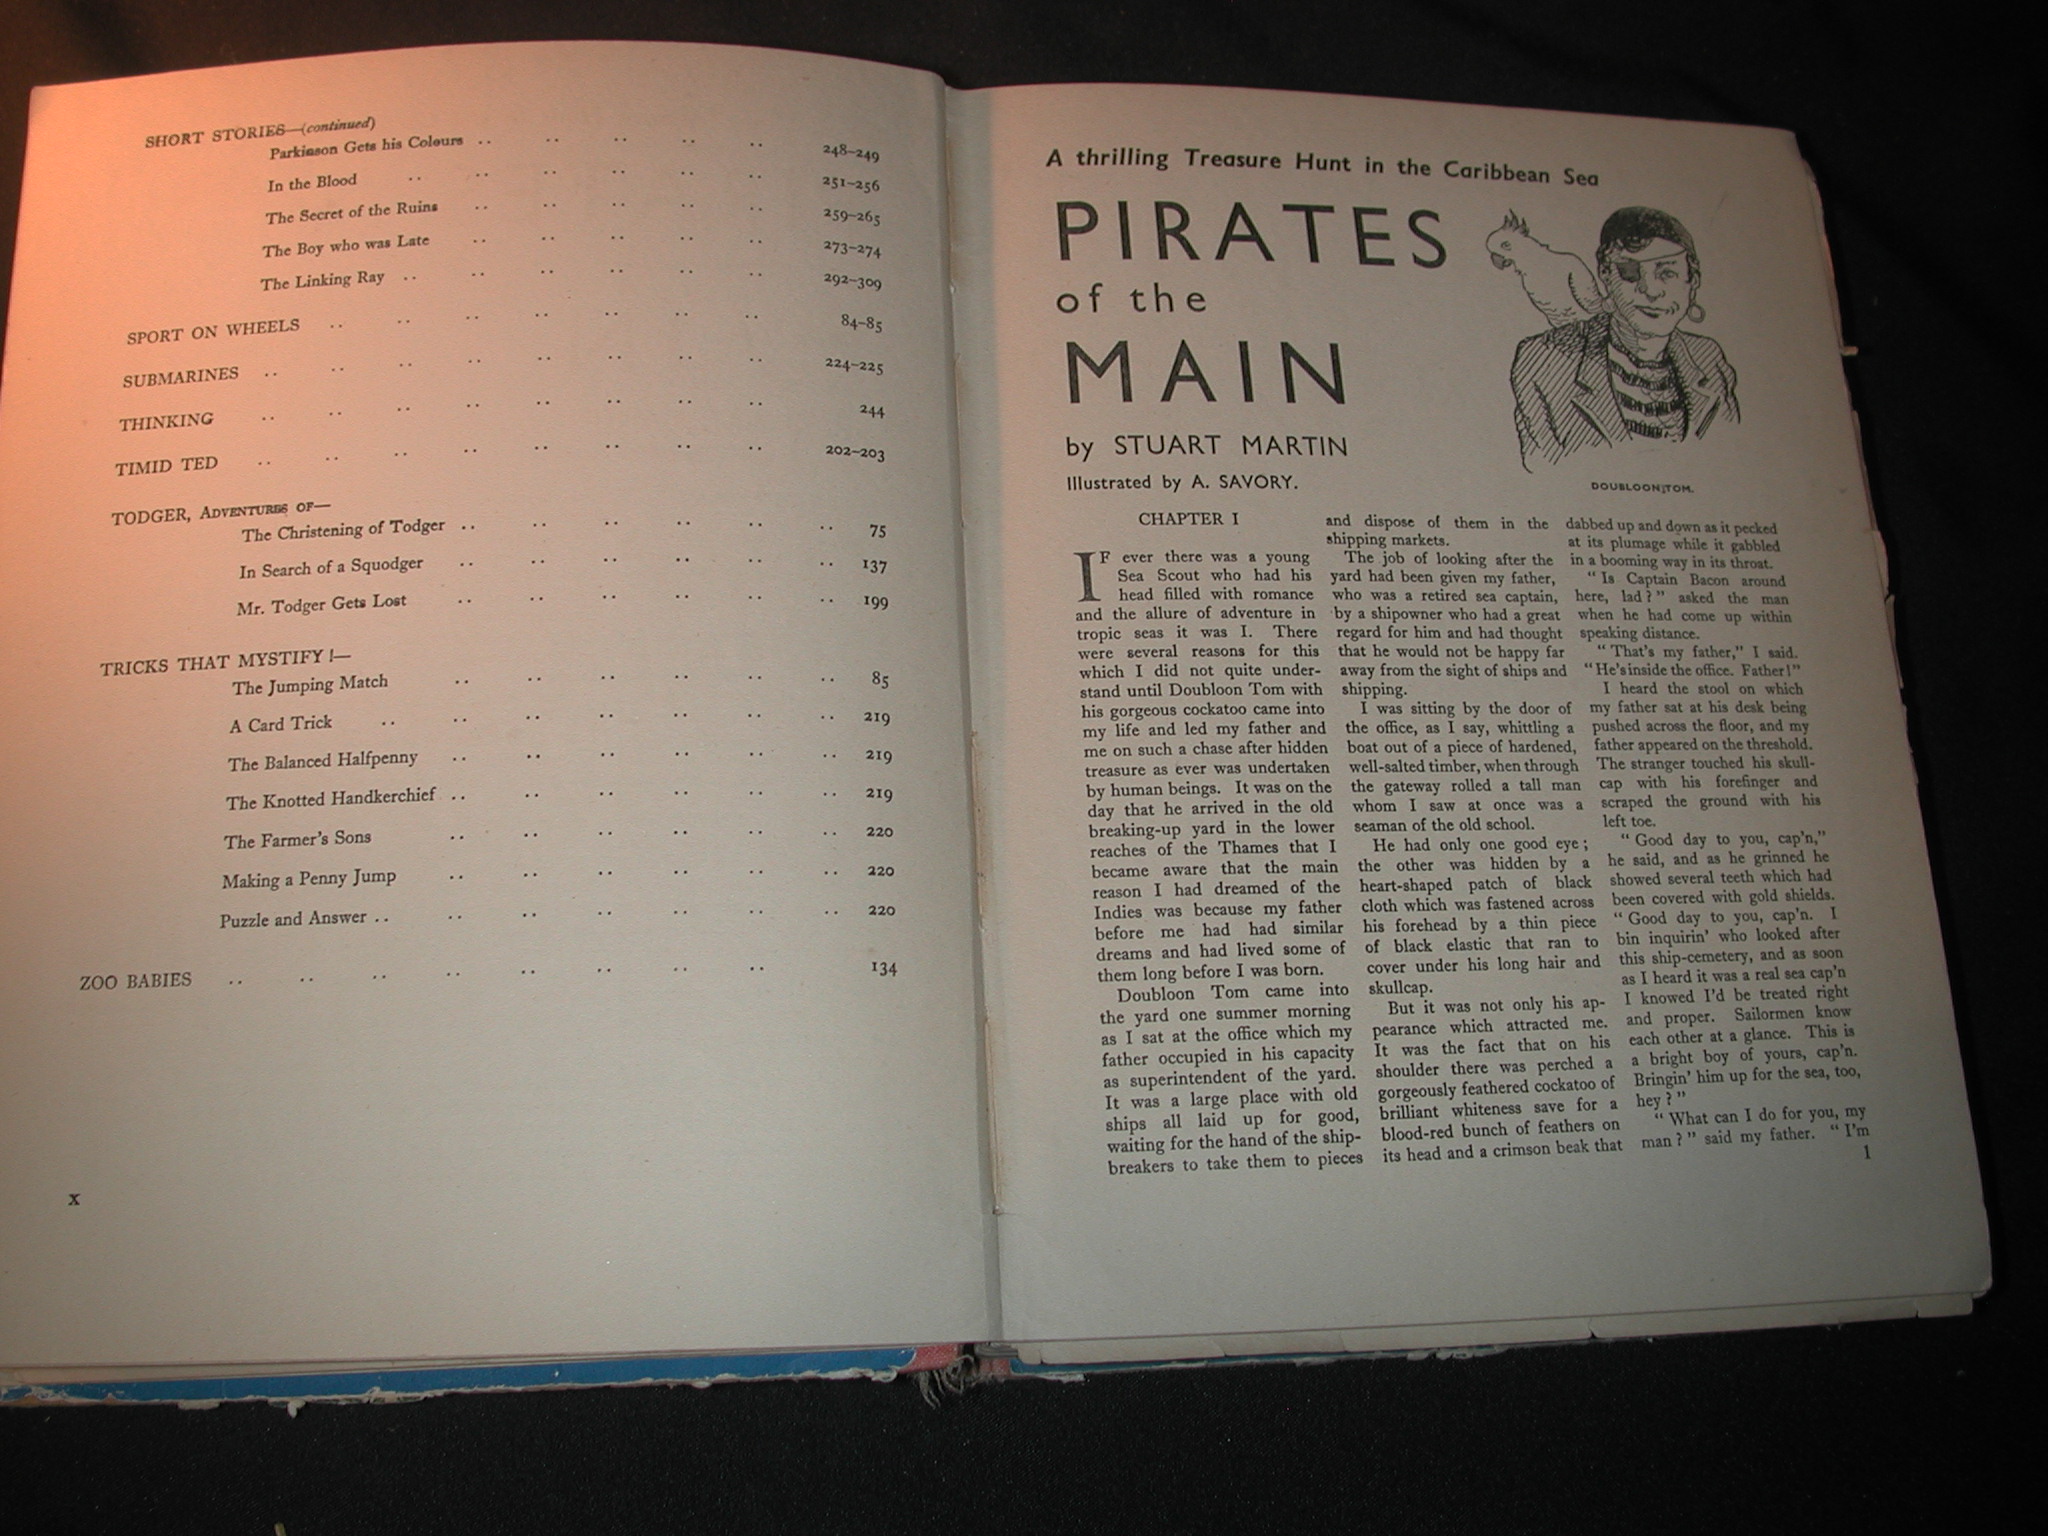 SHORT STORIES—(continued)
Parkinson Gets his Colours .. .. .. .. .. 248–249
In the Blood .. .. .. .. .. 251–256
The Secret of the Ruins .. .. .. .. .. 259–265
The Boy who was Late .. .. .. .. .. 273–274
The Linking Ray .. .. .. .. .. .. 292–309
SPORT ON WHEELS .. .. .. .. .. .. .. 84–85
SUBMARINES .. .. .. .. .. .. .. .. 224–225
THINKING .. .. .. .. .. .. .. .. 244
TIMID TED .. .. .. .. .. .. .. .. 202–203
TODGER, ADVENTURES OF—
The Christening of Todger .. .. .. .. .. .. 75
In Search of a Squodger .. .. .. .. .. .. 137
Mr. Todger Gets Lost .. .. .. .. .. .. 199
TRICKS THAT MYSTIFY!—
The Jumping Match .. .. .. .. .. .. 85
A Card Trick .. .. .. .. .. .. .. 219
The Balanced Halfpenny .. .. .. .. .. .. 219
The Knotted Handkerchief .. .. .. .. .. .. 219
The Farmer's Sons .. .. .. .. .. .. 220
Making a Penny Jump .. .. .. .. .. .. 220
Puzzle and Answer .. .. .. .. .. .. .. 220
ZOO BABIES .. .. .. .. .. .. .. .. 134
x
A thrilling Treasure Hunt in the Caribbean Sea
PIRATES
of the
MAIN
by STUART MARTIN
Illustrated by A. SAVORY.
DOUBLOON TOM.
CHAPTER I
IF ever there was a young
Sea Scout who had his
head filled with romance
and the allure of adventure in
tropic seas it was I. There
were several reasons for this
which I did not quite under-
stand until Doubloon Tom with
his gorgeous cockatoo came into
my life and led my father and
me on such a chase after hidden
treasure as ever was undertaken
by human beings. It was on the
day that he arrived in the old
breaking-up yard in the lower
reaches of the Thames that I
became aware that the main
reason I had dreamed of the
Indies was because my father
before me had had similar
dreams and had lived some of
them long before I was born.
Doubloon Tom came into
the yard one summer morning
as I sat at the office which my
father occupied in his capacity
as superintendent of the yard.
It was a large place with old
ships all laid up for good,
waiting for the hand of the ship-
breakers to take them to pieces
and dispose of them in the
shipping markets.
The job of looking after the
yard had been given my father,
who was a retired sea captain,
by a shipowner who had a great
regard for him and had thought
that he would not be happy far
away from the sight of ships and
shipping.
I was sitting by the door of
the office, as I say, whittling a
boat out of a piece of hardened,
well-salted timber, when through
the gateway rolled a tall man
whom I saw at once was a
seaman of the old school.
He had only one good eye;
the other was hidden by a
heart-shaped patch of black
cloth which was fastened across
his forehead by a thin piece
of black elastic that ran to
cover under his long hair and
skullcap.
But it was not only his ap-
pearance which attracted me.
It was the fact that on his
shoulder there was perched a
gorgeously feathered cockatoo of
brilliant whiteness save for a
blood-red bunch of feathers on
its head and a crimson beak that
dabbed up and down as it pecked
at its plumage while it gabbled
in a booming way in its throat.
"Is Captain Bacon around
here, lad?" asked the man
when he had come up within
speaking distance.
"That's my father," I said.
"He's inside the office. Father!"
I heard the stool on which
my father sat at his desk being
pushed across the floor, and my
father appeared on the threshold.
The stranger touched his skull-
cap with his forefinger and
scraped the ground with his
left toe.
"Good day to you, cap'n,"
he said, and as he grinned he
showed several teeth which had
been covered with gold shields.
"Good day to you, cap'n. I
bin inquirin' who looked after
this ship-cemetery, and as soon
as I heard it was a real sea cap'n
I knowed I'd be treated right
and proper. Sailormen know
each other at a glance. This is
a bright boy of yours, cap'n.
Bringin' him up for the sea, too,
hey?"
"What can I do for you, my
man?" said my father. "I'm
1